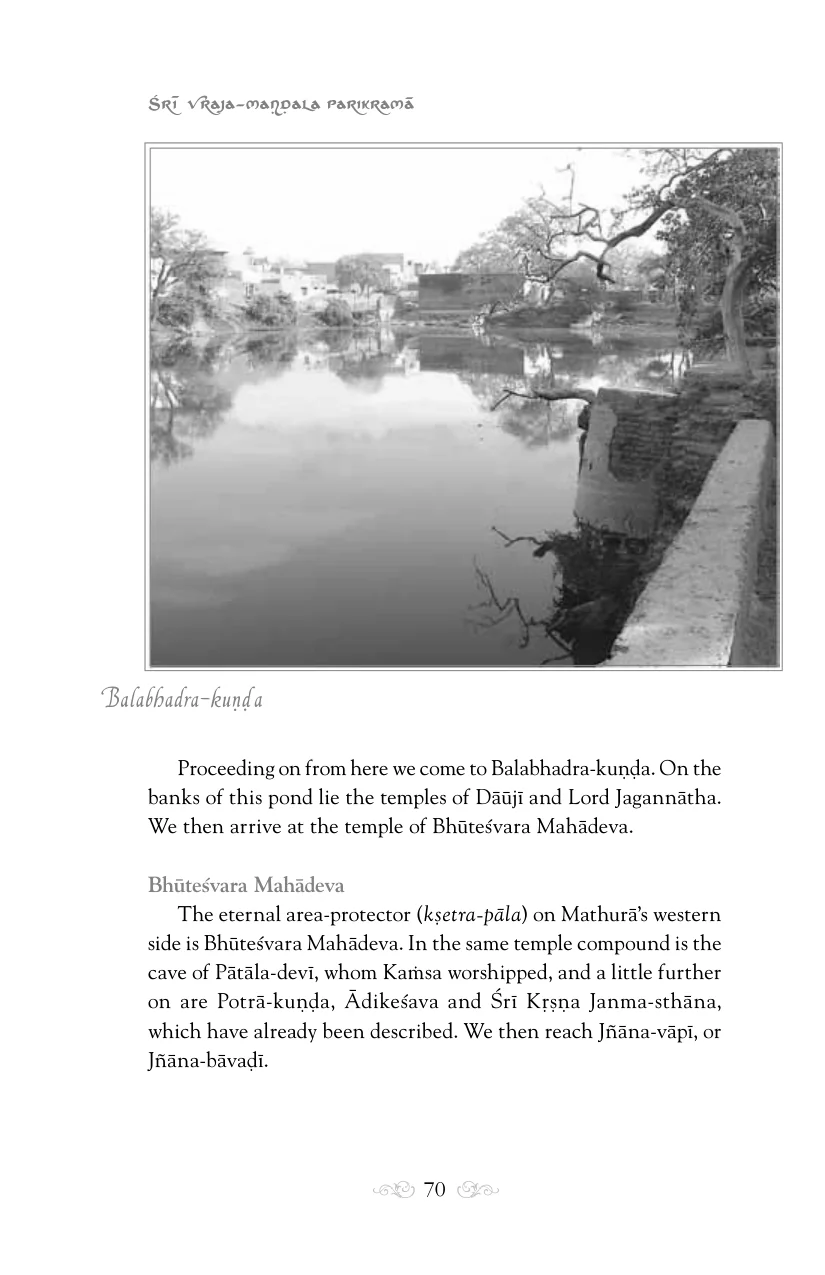 Śrī Vraja-maṇḍala Parikramā
Balabhadra-kuṇḍa
Proceeding on from here we come to Balabhadra-kuṇḍa. On the
banks of this pond lie the temples of Dāūjī and Lord Jagannātha.
We then arrive at the temple of Bhūteśvara Mahādeva.
Bhūteśvara Mahādeva
The eternal area-protector (kṣetra-pāla) on Mathurā’s western
side is Bhūteśvara Mahādeva. In the same temple compound is the
cave of Pātāla-devī, whom Kaṁsa worshipped, and a little further
on are Potrā-kuṇḍa, Ādikeśava and Śrī Kṛṣṇa Janma-sthāna,
which have already been described. We then reach Jñāna-vāpī, or
Jñāna-bāvaḍī.
70